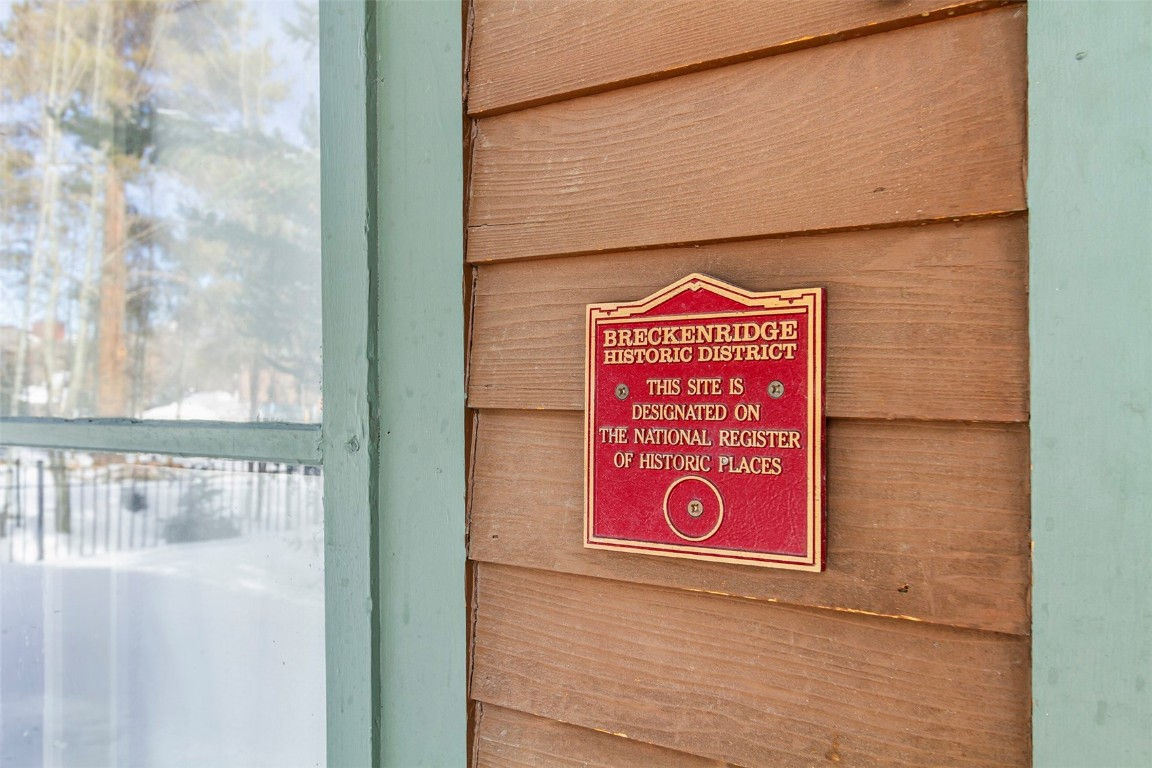 BRECKENRIDGE
HISTORIC DISTRICT
THIS SITE IS
DESIGNATED ON
THE NATIONAL REGISTER
OF HISTORIC PLACES